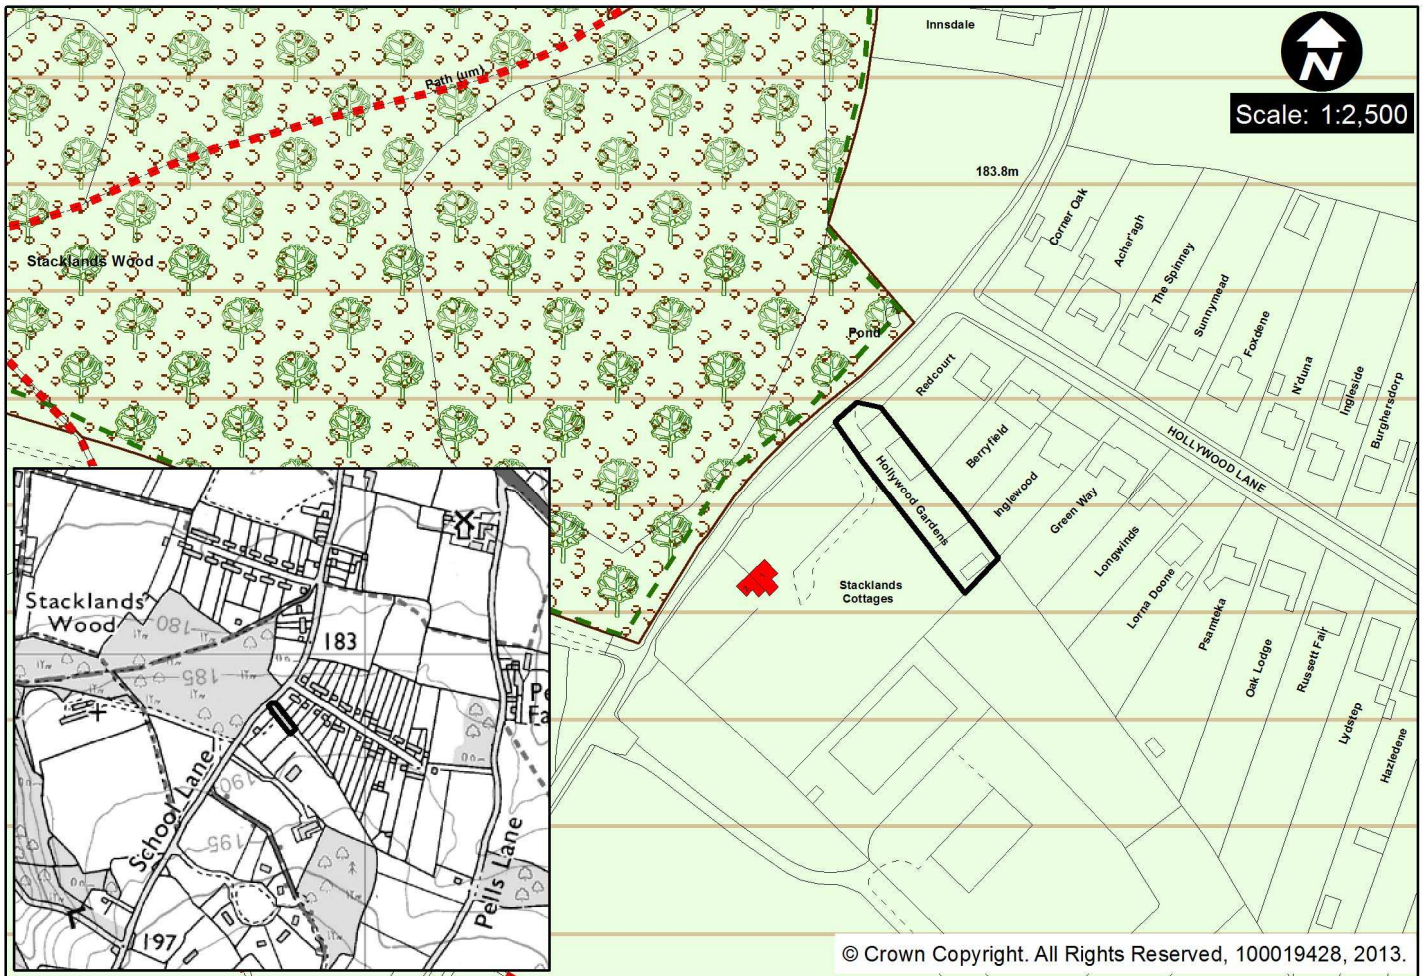 Innsdale
N
Scale: 1:2,500
Path (um)
183.8m
Corner Oak
Acher'agh
The Spinney
Sunnymead
Foxdene
N'duna
Ingleside
Burghersdorp
Stacklands Wood
Pond
Redcourt
Berryfield
Inglewood
Green Way
Longwinds
Lorna Doone
Psamteka
Oak Lodge
Russett Fair
Lydstep
Hazledene
HOLLYWOOD LANE
Hollywood Gardens
Stacklands
Cottages
Stacklands
Wood
180
185
183
190
195
197
School Lane
Pells Lane
© Crown Copyright. All Rights Reserved, 100019428, 2013.